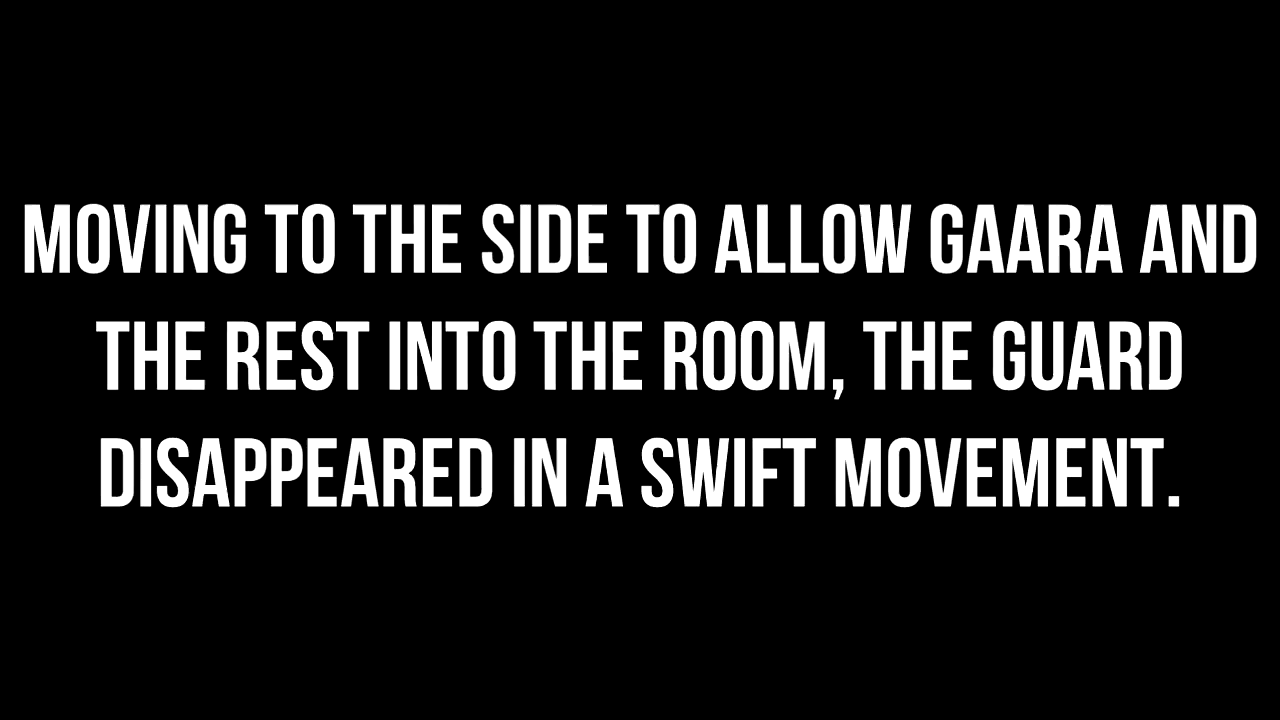 MOVING TO THE SIDE TO ALLOW GAARA AND
THE REST INTO THE ROOM, THE GUARD
DISAPPEARED IN A SWIFT MOVEMENT.